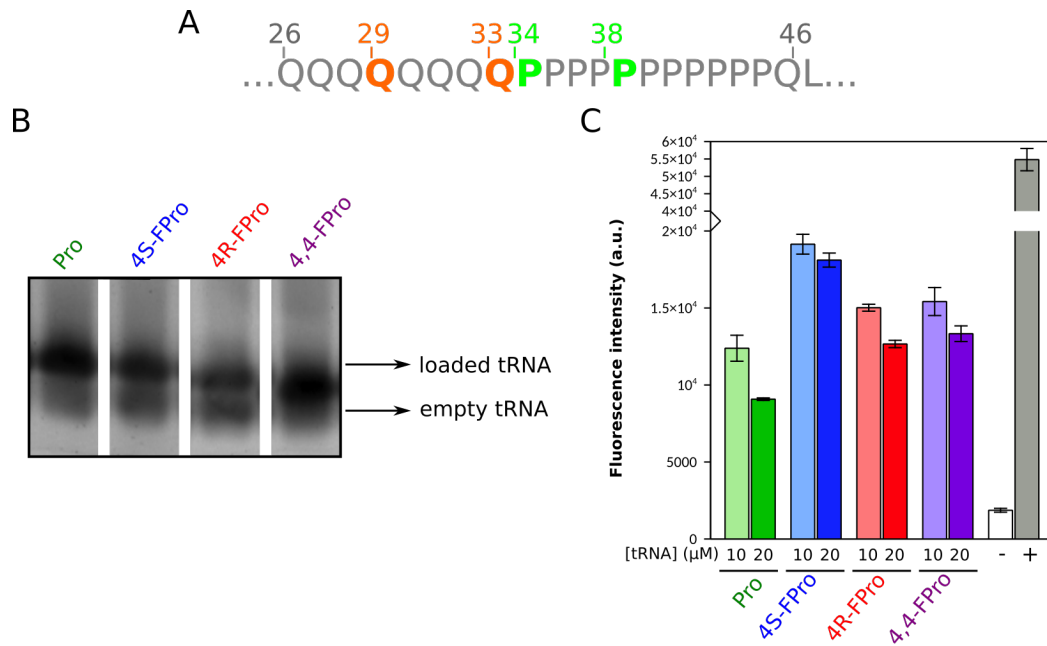 A
26 29 33 34 38 46
...QQQQQQQQPPPPPPPPPPPQL...
B
Pro 4S-FPro 4R-FPro 4,4-FPro
loaded tRNA
empty tRNA
C
Fluorescence intensity (a.u.)
6×10⁴
5.5×10⁴
5×10⁴
4.5×10⁴
4×10⁴
2×10⁴
1.5×10⁴
10⁴
5000
0
[tRNA] (μM) 10 20 10 20 10 20 10 20 - +
Pro 4S-FPro 4R-FPro 4,4-FPro